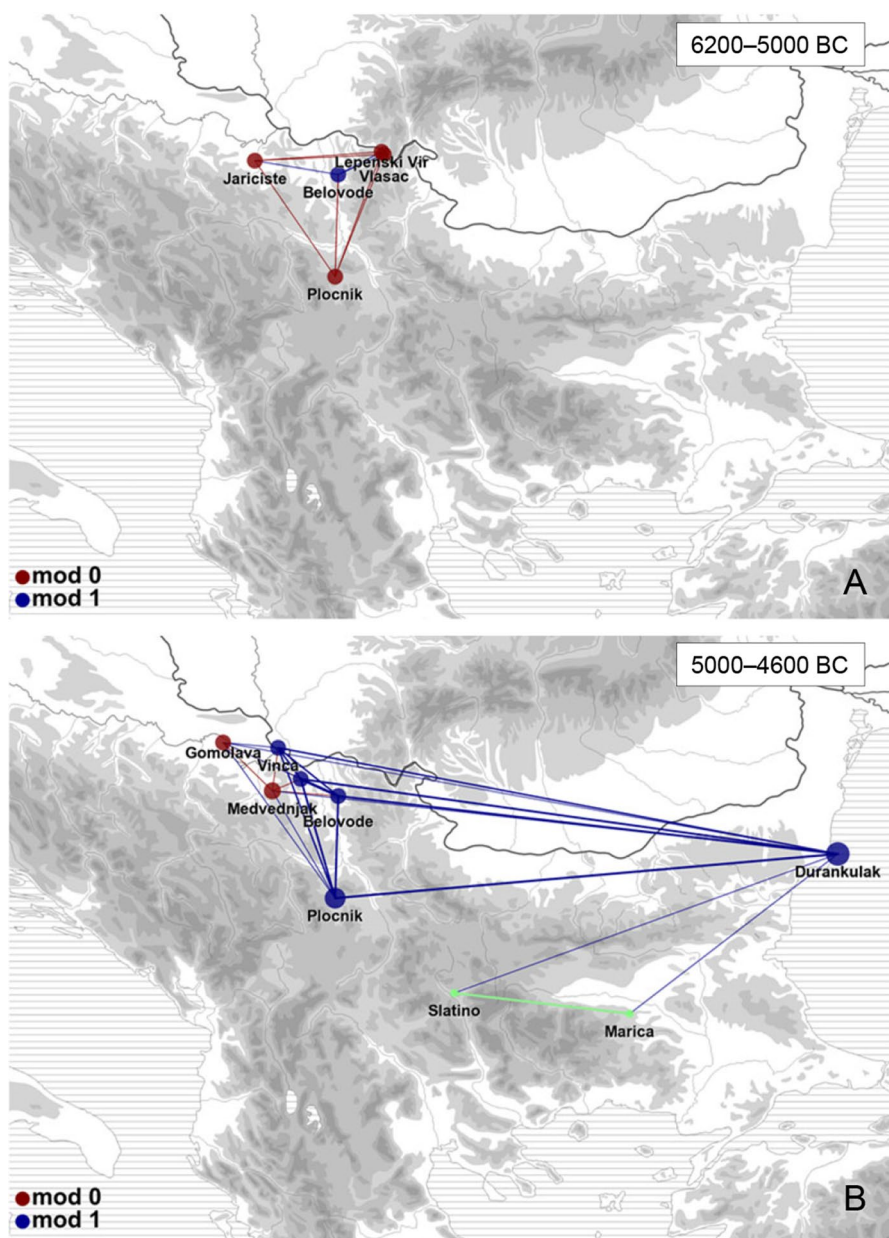 6200–5000 BC
Lepenski Vir
Jariciste
Vlasac
Belovode
Plocnik
mod 0
mod 1
A
5000–4600 BC
Gomolava
Vinca
Medvednjak
Belovode
Durankulak
Plocnik
Slatino
Marica
mod 0
mod 1
B